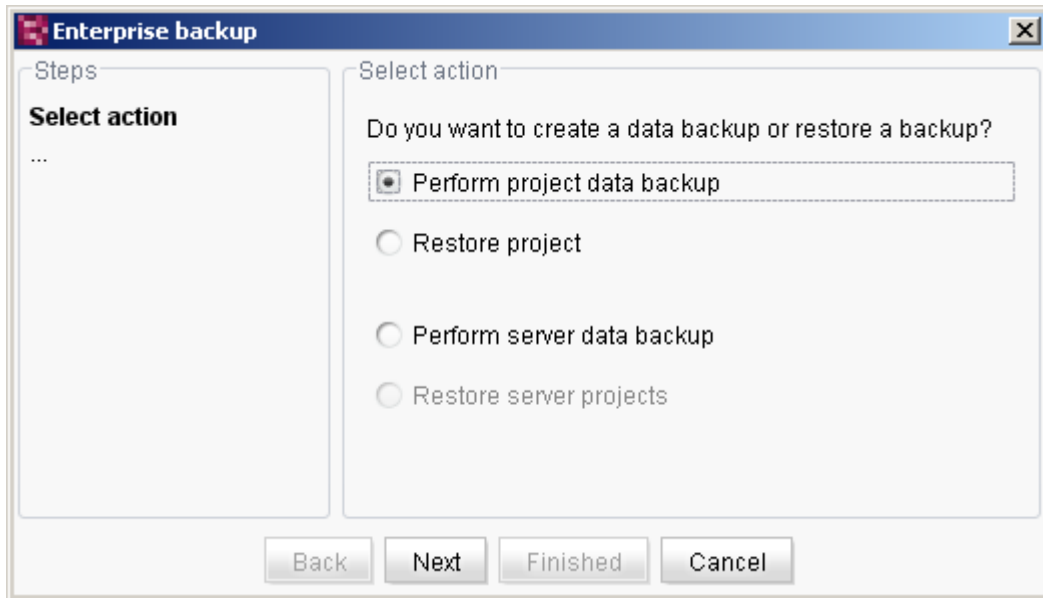 Enterprise backup
Steps
Select action
...
Select action
Do you want to create a data backup or restore a backup?
Perform project data backup
Restore project
Perform server data backup
Restore server projects
Back Next Finished Cancel